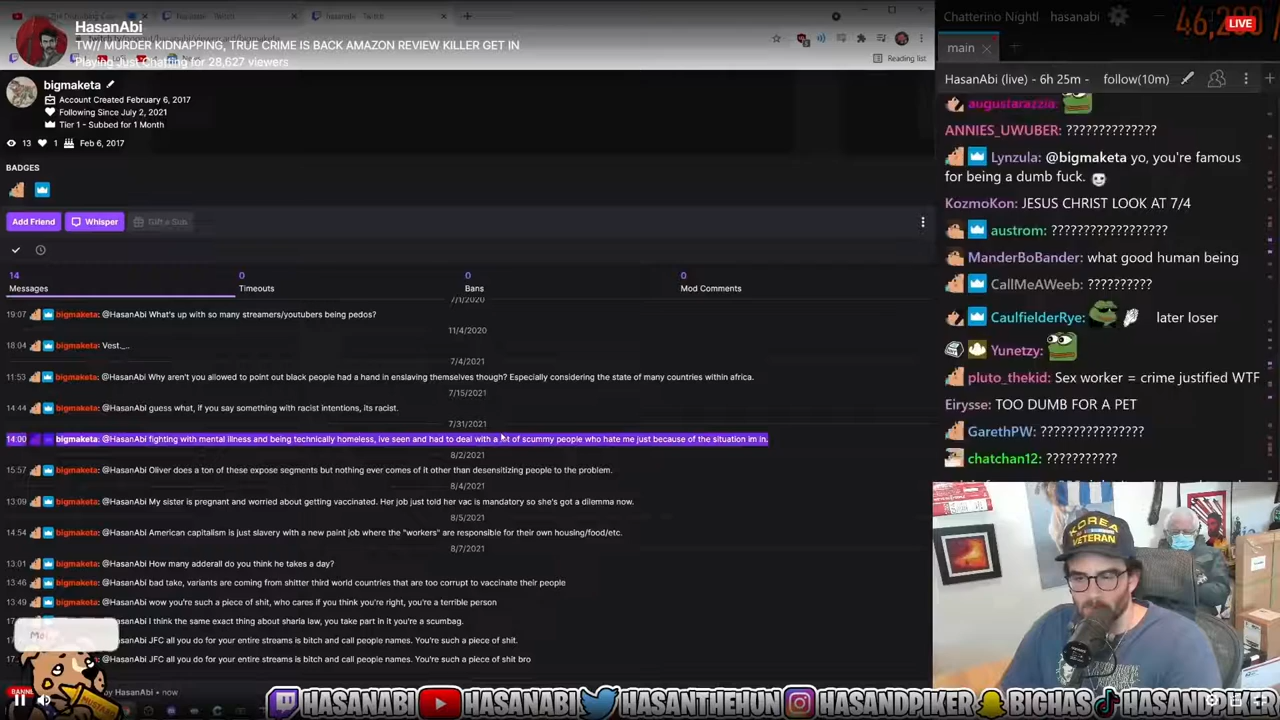 HasanAbi
TW// MURDER KIDNAPPING, TRUE CRIME IS BACK AMAZON REVIEW KILLER GET IN
Playing Just Chatting for 28,627 viewers
Reading list
bigmaketa
Account Created February 6, 2017
Following Since July 2, 2021
Tier 1 - Subbed for 1 Month
13 1 Feb 6, 2017
BADGES
Add Friend Whisper Gift a Sub
14 0 0 0
Messages Timeouts Bans Mod Comments
7/1/2020
19:07 bigmaketa: @HasanAbi What's up with so many streamers/youtubers being pedos?
11/4/2020
18:04 bigmaketa: Vest._..
7/4/2021
11:53 bigmaketa: @HasanAbi Why aren't you allowed to point out black people had a hand in enslaving themselves though? Especially considering the state of many countries within africa.
7/15/2021
14:44 bigmaketa: @HasanAbi guess what, if you say something with racist intentions, its racist.
7/31/2021
14:00 bigmaketa: @HasanAbi fighting with mental illness and being technically homeless, ive seen and had to deal with a lot of scummy people who hate me just because of the situation im in.
8/2/2021
15:57 bigmaketa: @HasanAbi Oliver does a ton of these expose segments but nothing ever comes of it other than desensitizing people to the problem.
8/4/2021
13:09 bigmaketa: @HasanAbi My sister is pregnant and worried about getting vaccinated. Her job just told her vac is mandatory so she's got a dilemma now.
8/5/2021
14:54 bigmaketa: @HasanAbi American capitalism is just slavery with a new paint job where the "workers" are responsible for their own housing/food/etc.
8/7/2021
13:01 bigmaketa: @HasanAbi How many adderall do you think he takes a day?
13:46 bigmaketa: @HasanAbi bad take, variants are coming from shitter third world countries that are too corrupt to vaccinate their people
13:49 bigmaketa: @HasanAbi wow you're such a piece of shit, who cares if you think you're right, you're a terrible person
bigmaketa: @HasanAbi I think the same exact thing about sharia law, you take part in it you're a scumbag.
bigmaketa: @HasanAbi JFC all you do for your entire streams is bitch and call people names. You're such a piece of shit.
bigmaketa: @HasanAbi JFC all you do for your entire streams is bitch and call people names. You're such a piece of shit bro
by HasanAbi • now
HASANABI HASANABI HASANTHEHUN HASANDPIKER BIGHAS HASANDPIKER
Chatterino Nightl hasanabi
LIVE
main
HasanAbi (live) - 6h 25m - follow(10m)
augustarazzia:
ANNIES_UWUBER: ??????????????
Lynzula: @bigmaketa yo, you're famous
for being a dumb fuck.
KozmoKon: JESUS CHRIST LOOK AT 7/4
austrom: ??????????????????
ManderBoBander: what good human being
CallMeAWeeb: ??????????
CaulfielderRye: later loser
Yunetzy:
pluto_thekid: Sex worker = crime justified WTF
Eirysse: TOO DUMB FOR A PET
GarethPW: ????????????????
chatchan12: ???????????
KOREA
VETERAN